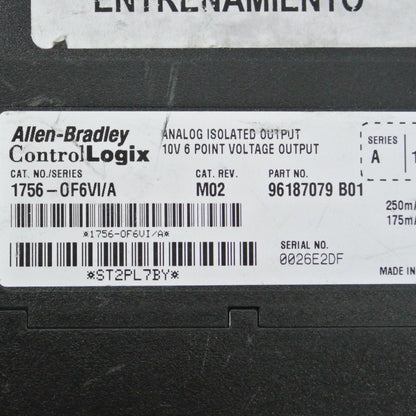 ENTRENAMIENTO
Allen-Bradley
ControlLogix
ANALOG ISOLATED OUTPUT
10V 6 POINT VOLTAGE OUTPUT
SERIES
A
1
CAT. NO./SERIES
CAT. REV.
PART NO.
1756-OF6VI/A
M02
96187079 B01
250m
175m
*1756-OF6VI/A*
SERIAL NO.
0026E2DF
*ST2PL7BY*
MADE IN